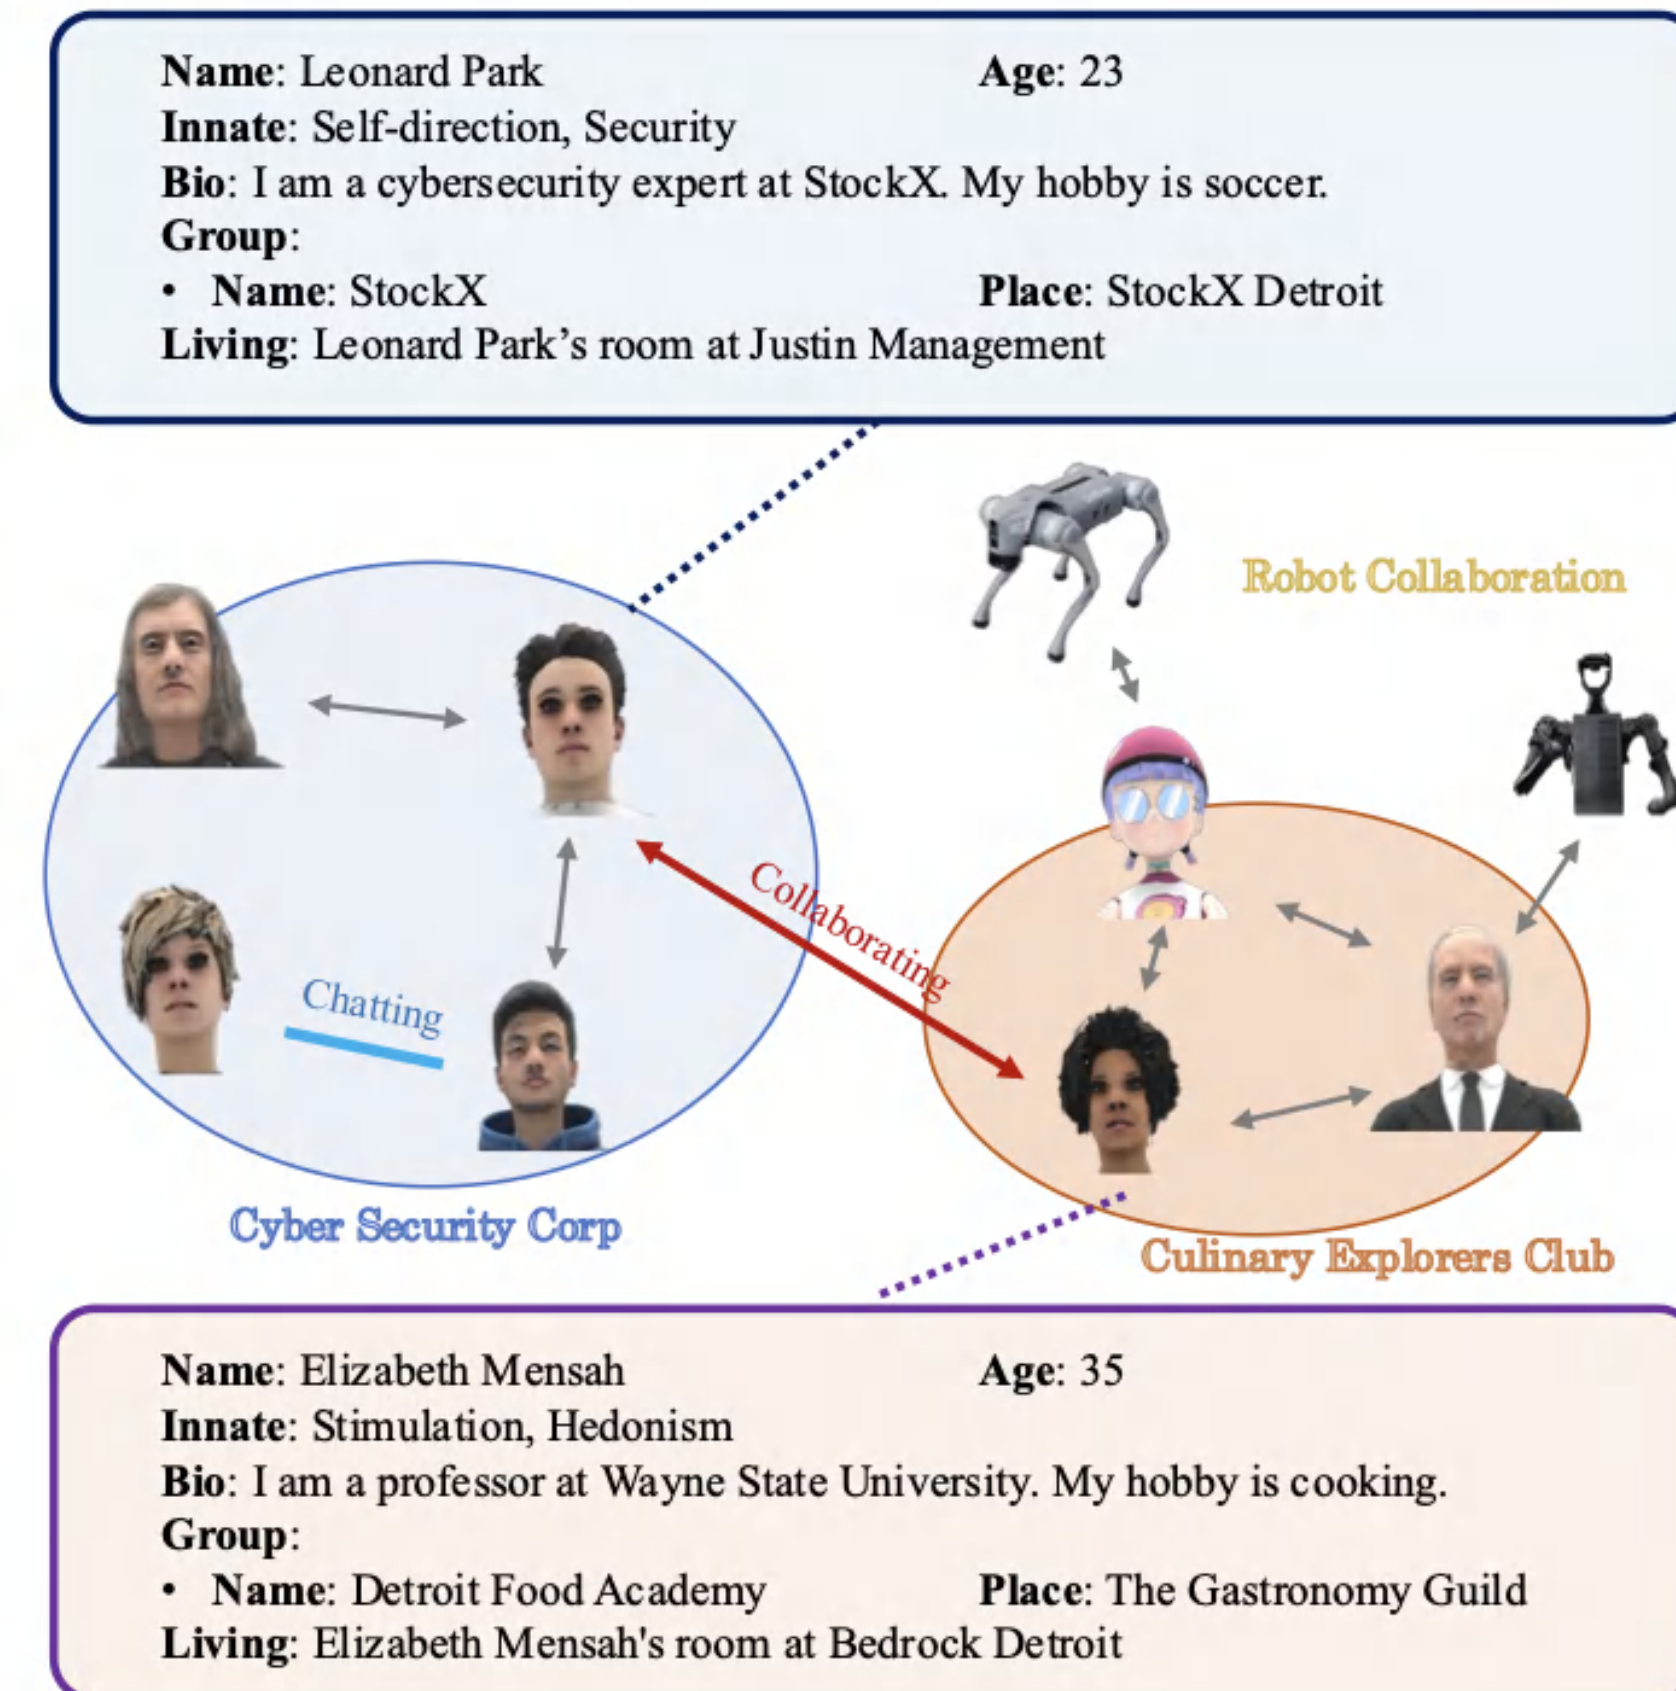 Name: Leonard Park Age: 23
Innate: Self-direction, Security
Bio: I am a cybersecurity expert at StockX. My hobby is soccer.
Group:
• Name: StockX Place: StockX Detroit
Living: Leonard Park’s room at Justin Management
Robot Collaboration
Collaborating
Chatting
Cyber Security Corp
Culinary Explorers Club
Name: Elizabeth Mensah Age: 35
Innate: Stimulation, Hedonism
Bio: I am a professor at Wayne State University. My hobby is cooking.
Group:
• Name: Detroit Food Academy Place: The Gastronomy Guild
Living: Elizabeth Mensah's room at Bedrock Detroit